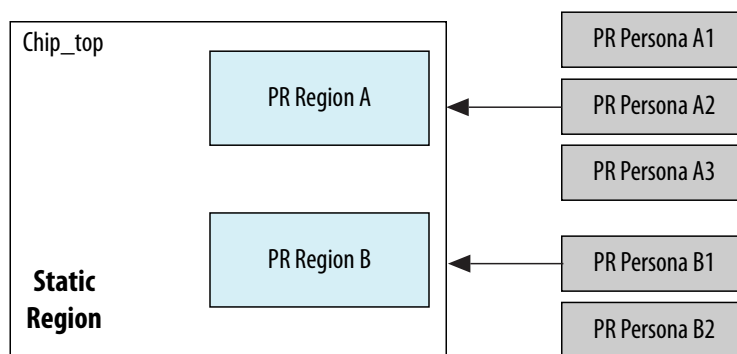 Chip_top
PR Region A
PR Region B
Static
Region
PR Persona A1
PR Persona A2
PR Persona A3
PR Persona B1
PR Persona B2